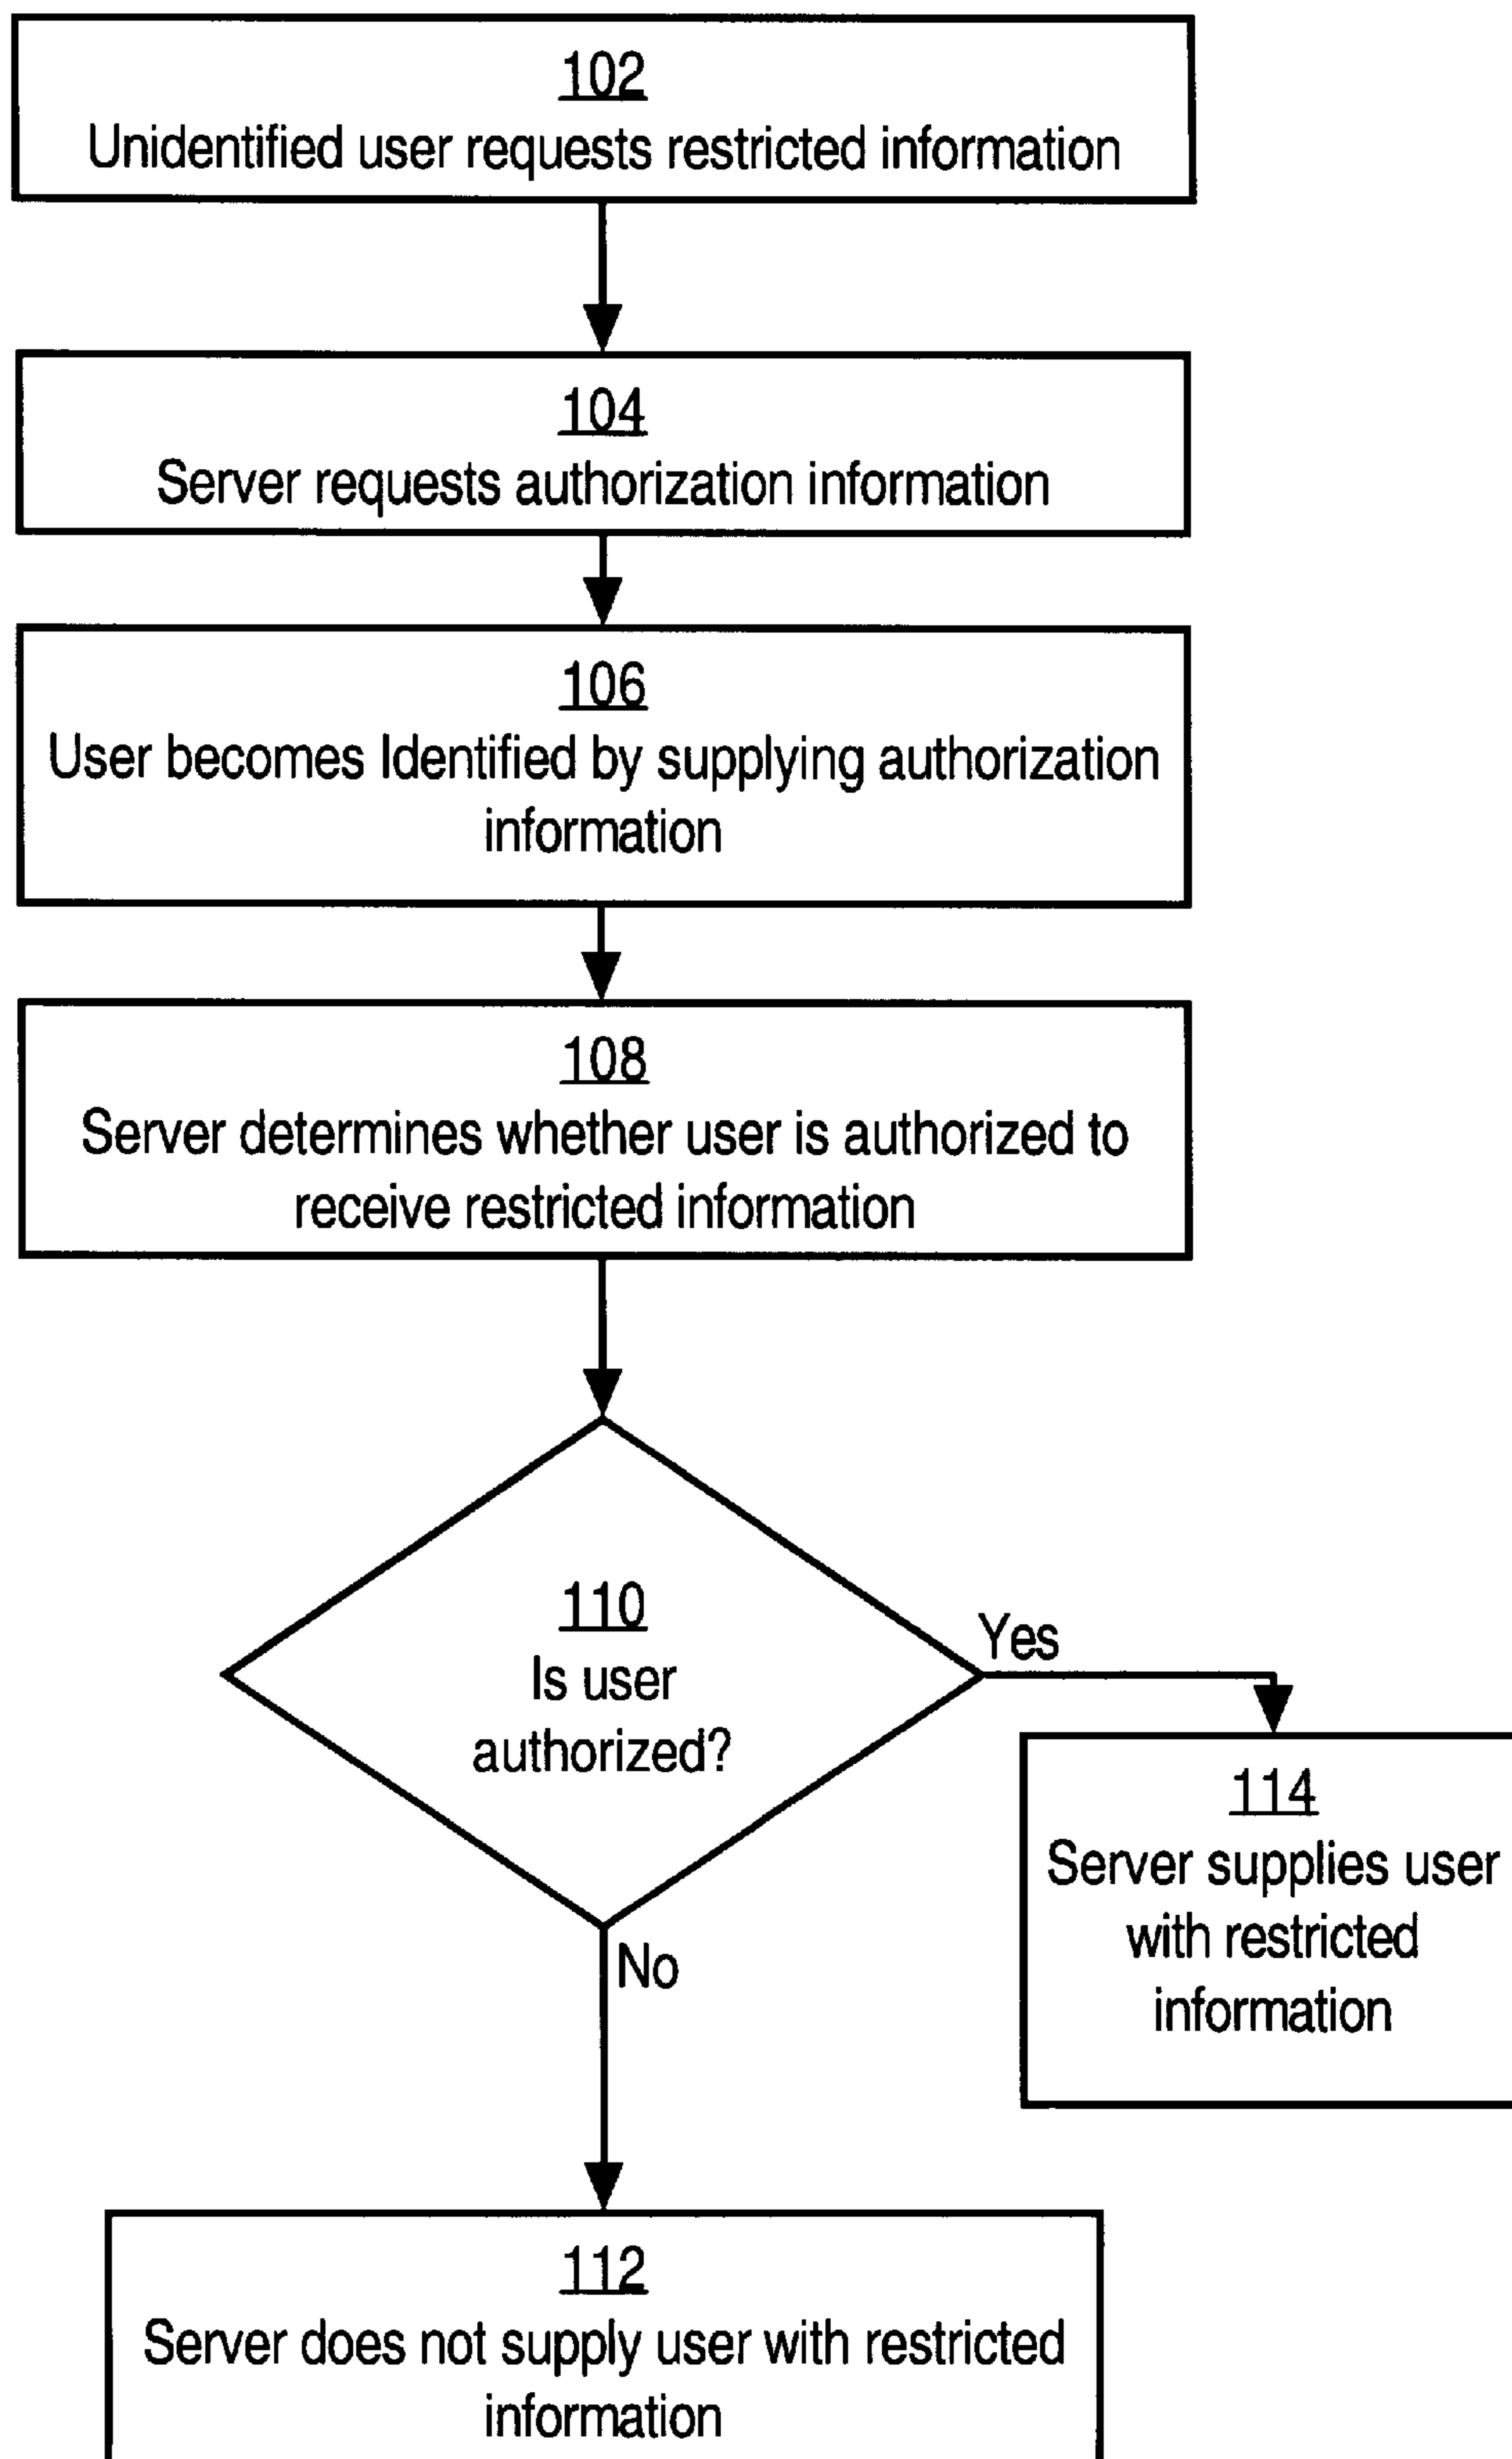 102
Unidentified user requests restricted information
104
Server requests authorization information
106
User becomes Identified by supplying authorization
information
108
Server determines whether user is authorized to
receive restricted information
110
Is user
authorized?
Yes
114
Server supplies user
with restricted
information
No
112
Server does not supply user with restricted
information